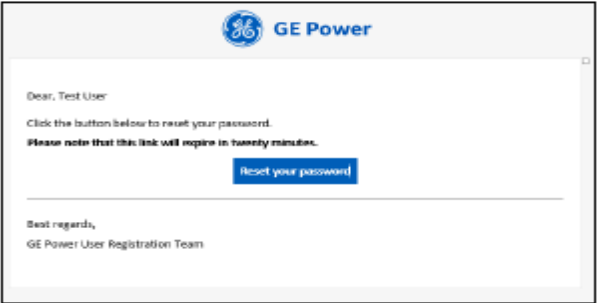 GE Power
Dear, Test User
Click the button below to reset your password.
Please note that this link will expire in twenty minutes.
Reset your password
Best regards,
GE Power User Registration Team